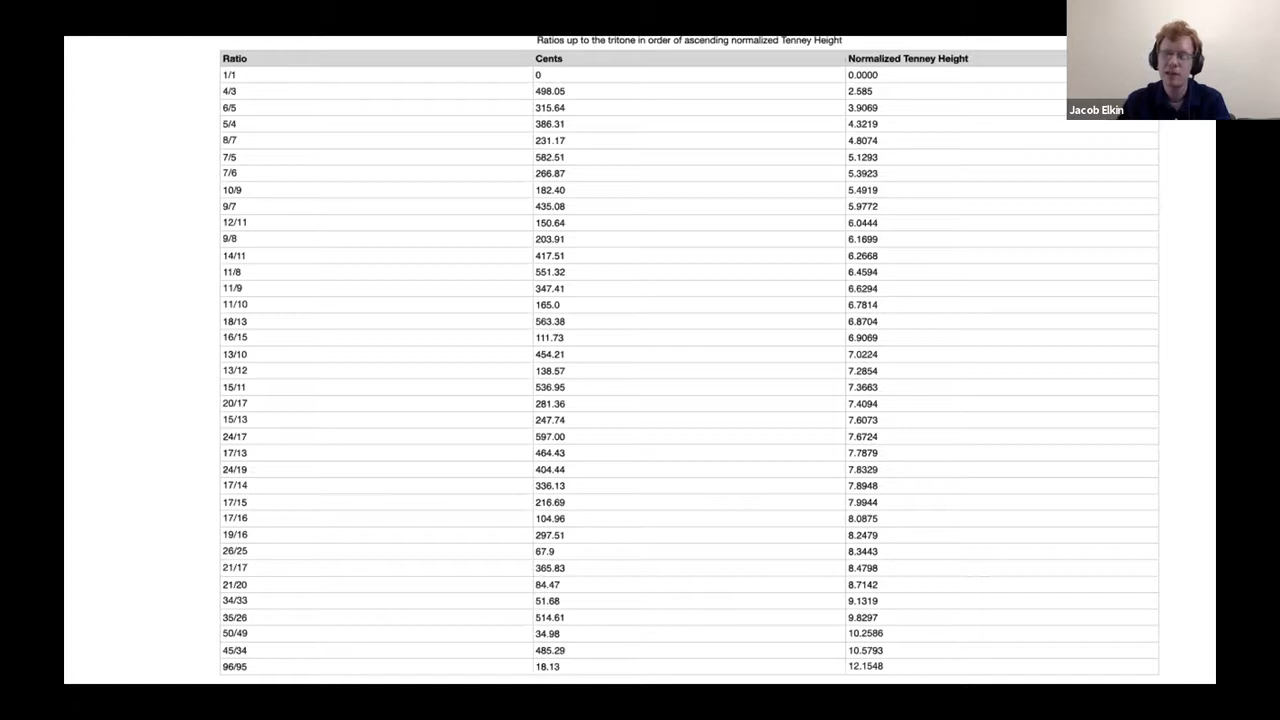 Ratios up to the tritone in order of ascending normalized Tenney Height
Ratio Cents Normalized Tenney Height
1/1 0 0.0000
4/3 498.05 2.585
6/5 315.64 3.9069
5/4 386.31 4.3219
8/7 231.17 4.8074
7/5 582.51 5.1293
7/6 266.87 5.3923
10/9 182.40 5.4919
9/7 435.08 5.9772
12/11 150.64 6.0444
9/8 203.91 6.1699
14/11 417.51 6.2668
11/8 551.32 6.4594
11/9 347.41 6.6294
11/10 165.0 6.7814
18/13 563.38 6.8704
16/15 111.73 6.9069
13/10 454.21 7.0224
13/12 138.57 7.2854
15/11 536.95 7.3663
20/17 281.36 7.4094
15/13 247.74 7.6073
24/17 597.00 7.6724
17/13 464.43 7.7879
24/19 404.44 7.8329
17/14 336.13 7.8948
17/15 216.69 7.9944
17/16 104.96 8.0875
19/16 297.51 8.2479
26/25 67.9 8.3443
21/17 365.83 8.4798
21/20 84.47 8.7142
34/33 51.68 9.1319
35/26 514.61 9.8297
50/49 34.98 10.2586
45/34 485.29 10.5793
96/95 18.13 12.1548
Jacob Elkin